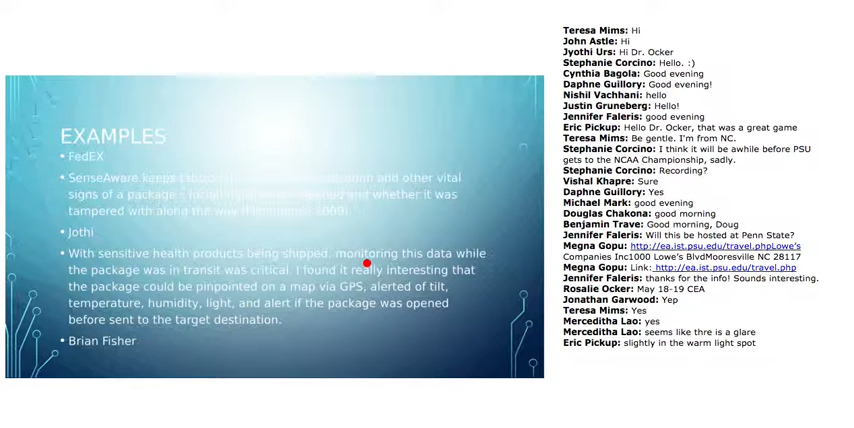 EXAMPLES
• FedEX
• SenseAware keeps and other vital
signs of a package and whether it was
tampered with along the way 2009).
• Jothi
• With sensitive health products being shipped, monitoring this data while
the package was in transit was critical. I found it really interesting that
the package could be pinpointed on a map via GPS, alerted of tilt,
temperature, humidity, light, and alert if the package was opened
before sent to the target destination.
• Brian Fisher
Teresa Mims: Hi
John Astle: Hi
Jyothi Urs: Hi Dr. Ocker
Stephanie Corcino: Hello. :)
Cynthia Bagola: Good evening
Daphne Guillory: Good evening!
Nishil Vachhani: hello
Justin Gruneberg: Hello!
Jennifer Faleris: good evening
Eric Pickup: Hello Dr. Ocker, that was a great game
Teresa Mims: Be gentle. I'm from NC.
Stephanie Corcino: I think it will be awhile before PSU
gets to the NCAA Championship, sadly.
Stephanie Corcino: Recording?
Vishal Khapre: Sure
Daphne Guillory: Yes
Michael Mark: good evening
Douglas Chakona: good morning
Benjamin Trave: Good morning, Doug
Jennifer Faleris: Will this be hosted at Penn State?
Megna Gopu: http://ea.ist.psu.edu/travel.phpLowe's
Companies Inc1000 Lowe's BlvdMooresville NC 28117
Megna Gopu: Link: http://ea.ist.psu.edu/travel.php
Jennifer Faleris: thanks for the info! Sounds interesting.
Rosalie Ocker: May 18-19 CEA
Jonathan Garwood: Yep
Teresa Mims: Yes
Merceditha Lao: yes
Merceditha Lao: seems like thre is a glare
Eric Pickup: slightly in the warm light spot